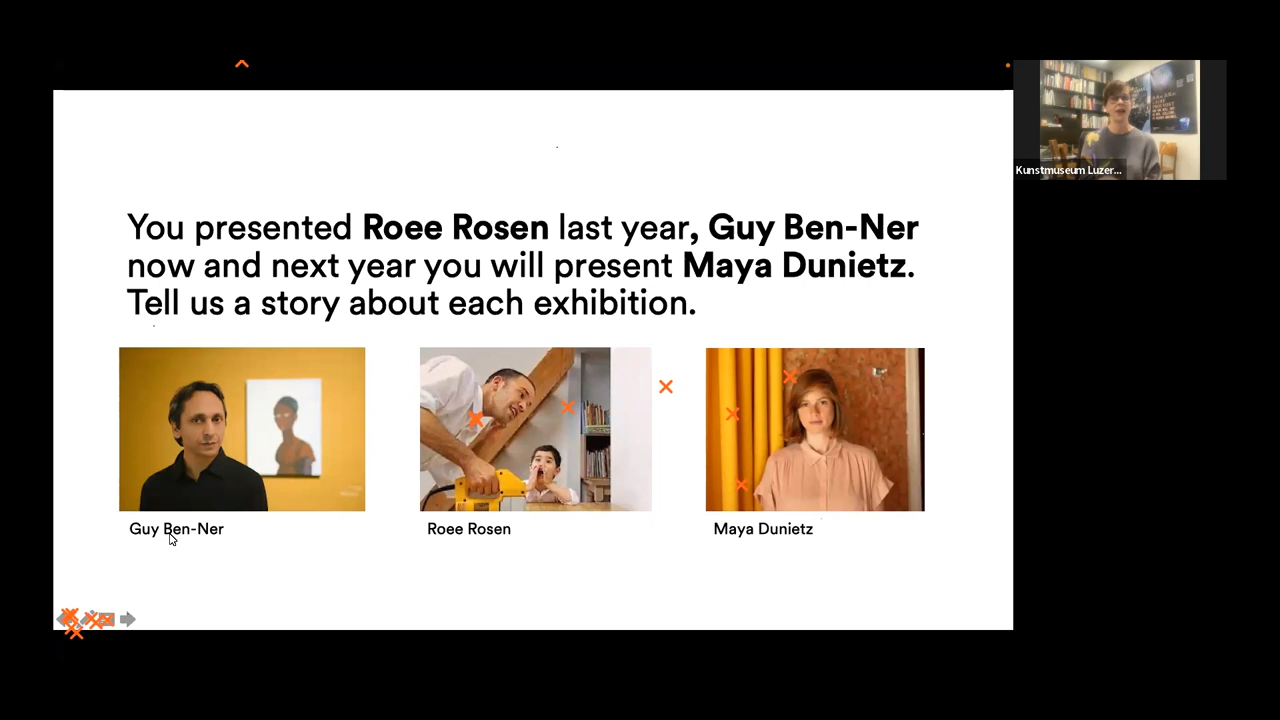 You presented Roee Rosen last year, Guy Ben-Ner
now and next year you will present Maya Dunietz.
Tell us a story about each exhibition.
Guy Ben-Ner
Roee Rosen
Maya Dunietz
Kunstmuseum Luzer...